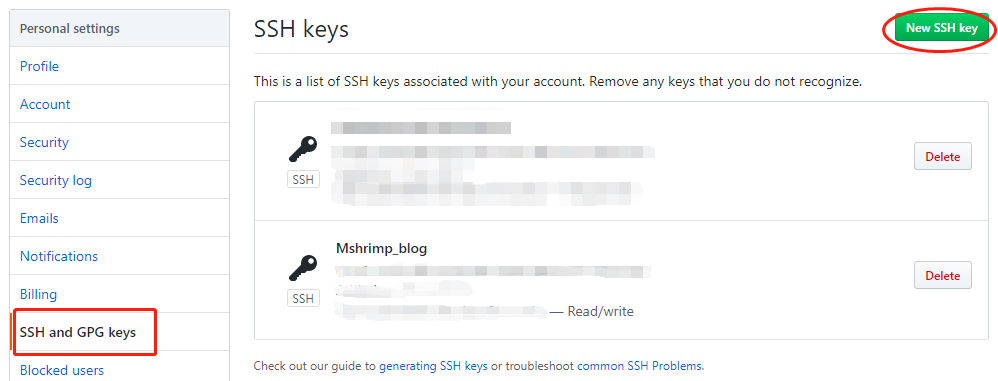 Personal settings
Profile
Account
Security
Security log
Emails
Notifications
Billing
SSH and GPG keys
Blocked users
SSH keys
New SSH key
This is a list of SSH keys associated with your account. Remove any keys that you do not recognize.
SSH
Delete
Mshrimp_blog
SSH
— Read/write
Delete
Check out our guide to generating SSH keys or troubleshoot common SSH Problems.